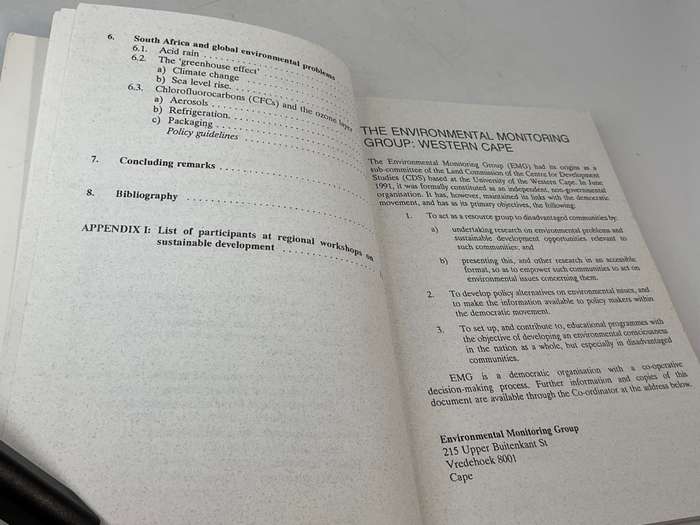 6. South Africa and global environmental problems
6.1. Acid rain
6.2. The 'greenhouse effect'
a) Climate change
b) Sea level rise.
6.3. Chlorofluorocarbons (CFCs) and the ozone layer
a) Aerosols
b) Refrigeration.
c) Packaging
Policy guidelines
7. Concluding remarks
8. Bibliography
APPENDIX I: List of participants at regional workshops on
sustainable development
THE ENVIRONMENTAL MONITORING
GROUP: WESTERN CAPE
The Environmental Monitoring Group (EMG) had its origins as a
sub-committee of the Land Commission of the Centre for Development
Studies (CDS) based at the University of the Western Cape. In June
1991, it was formally constituted as an independent, non-governmental
organisation. It has, however, maintained its links with the democratic
movement, and has as its primary objectives, the following:
1. To act as a resource group to disadvantaged communities by:
a) undertaking research on environmental problems and
sustainable development opportunities relevant to
such communities; and
b) presenting this, and other research in an accessible
format, so as to empower such communities to act on
environmental issues concerning them.
2. To develop policy alternatives on environmental issues, and
to make the information available to policy makers within
the democratic movement.
3. To set up, and contribute to, educational programmes with
the objective of developing an environmental consciousness
in the nation as a whole, but especially in disadvantaged
communities.
EMG is a democratic organisation with a co-operative
decision-making process. Further information and copies of this
document are available through the Co-ordinator at the address below.
Environmental Monitoring Group
215 Upper Buitenkant St
Vredehoek 8001
Cape